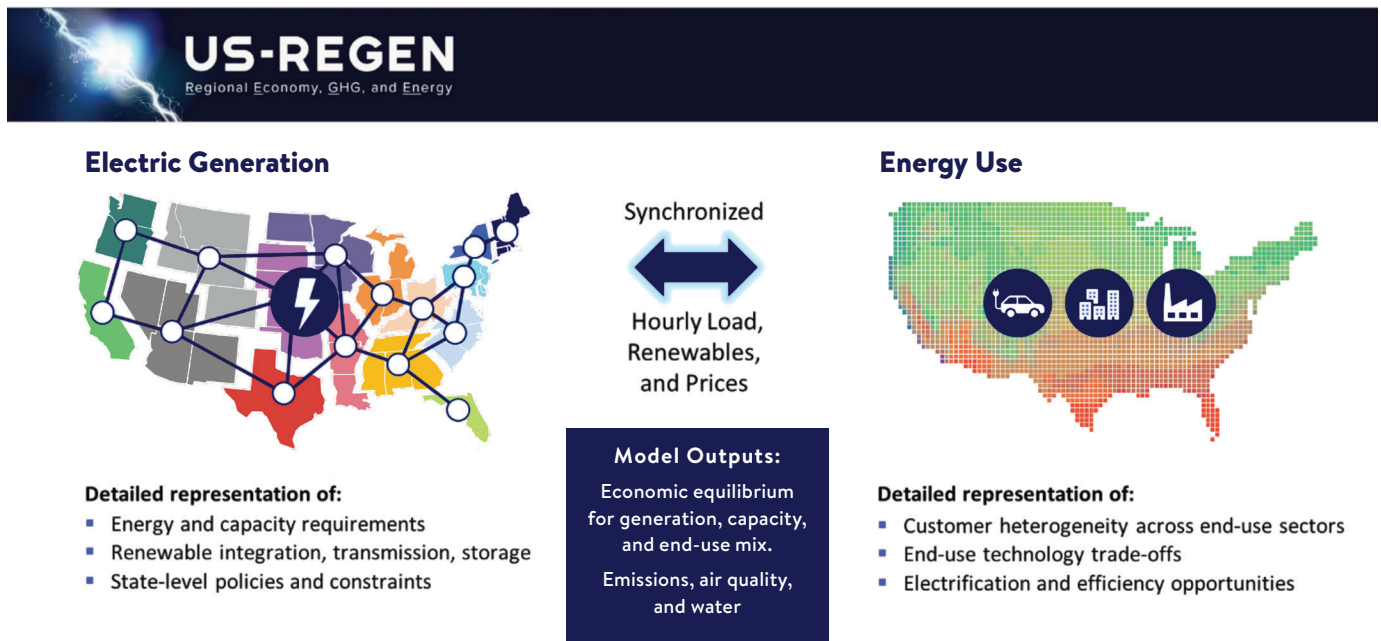 US-REGEN
Regional Economy, GHG, and Energy
Electric Generation
Detailed representation of:
▪ Energy and capacity requirements
▪ Renewable integration, transmission, storage
▪ State-level policies and constraints
Synchronized
Hourly Load,
Renewables,
and Prices
Model Outputs:
Economic equilibrium
for generation, capacity,
and end-use mix.
Emissions, air quality,
and water
Energy Use
Detailed representation of:
▪ Customer heterogeneity across end-use sectors
▪ End-use technology trade-offs
▪ Electrification and efficiency opportunities